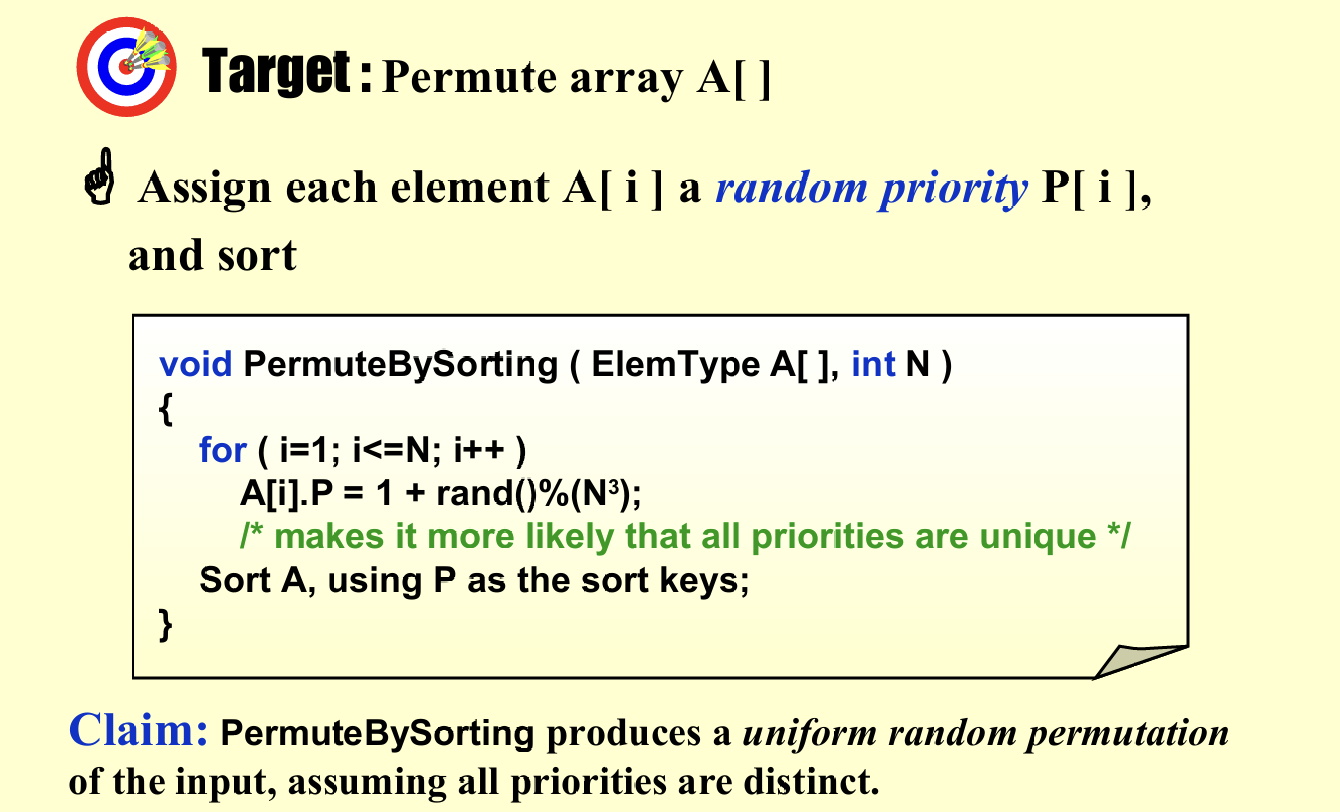 Target : Permute array A[ ]
☝ Assign each element A[ i ] a random priority P[ i ],
and sort
void PermuteBySorting ( ElemType A[ ], int N )
{
for ( i=1; i<=N; i++ )
A[i].P = 1 + rand()%(N³);
/* makes it more likely that all priorities are unique */
Sort A, using P as the sort keys;
}
Claim: PermuteBySorting produces a uniform random permutation
of the input, assuming all priorities are distinct.